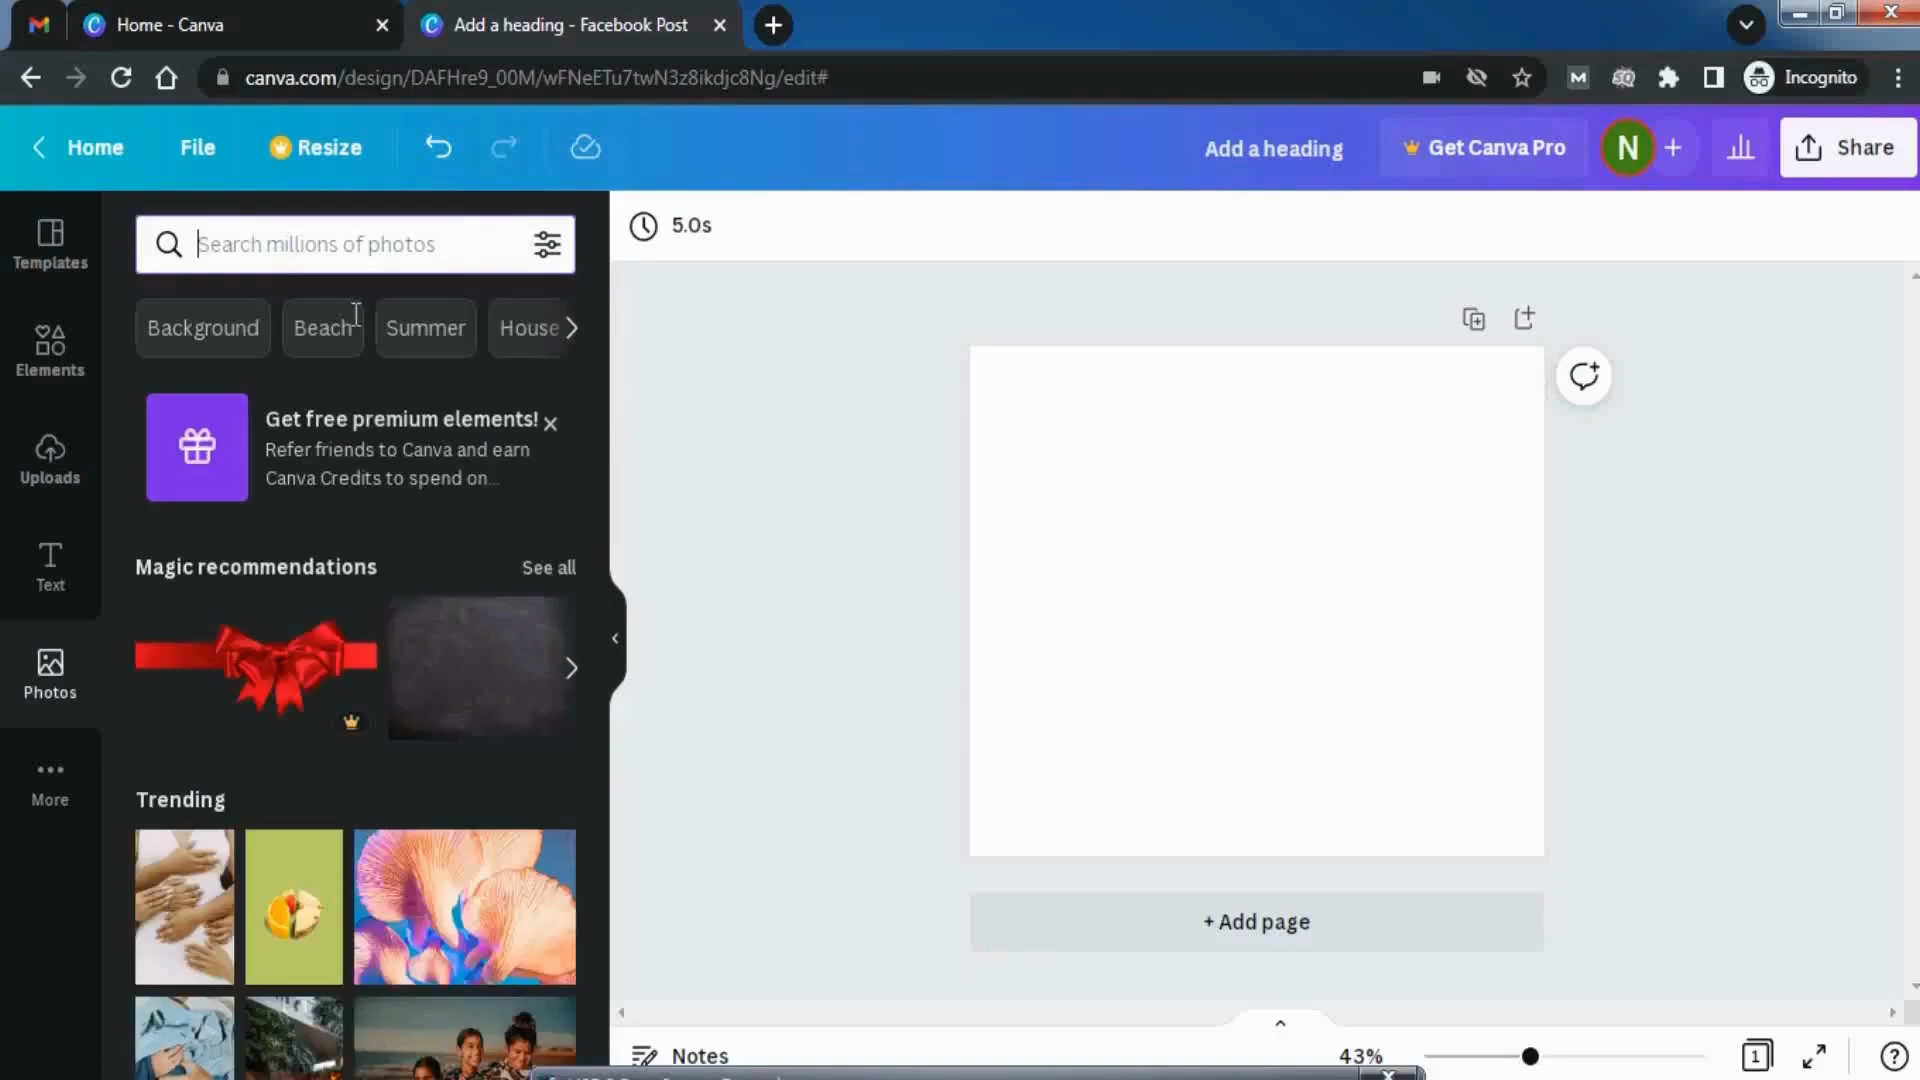 Home - Canva
Add a heading - Facebook Post
canva.com/design/DAFHre9_00M/wFNeETu7twN3z8ikdjc8Ng/edit#
Incognito
Home
File
Resize
Add a heading
Get Canva Pro
N
Share
Templates
Elements
Uploads
Text
Photos
More
Search millions of photos
Background
Beach
Summer
House
Get free premium elements!
Refer friends to Canva and earn
Canva Credits to spend on...
Magic recommendations
See all
Trending
5.0s
+ Add page
Notes
43%
1